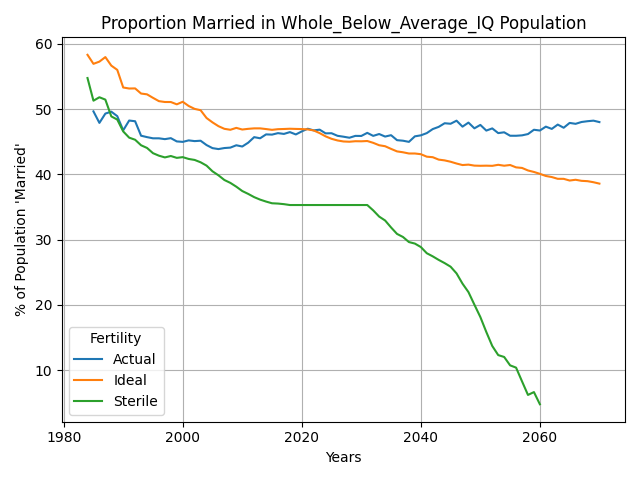 Proportion Married in Whole_Below_Average_IQ Population
% of Population 'Married'
60
50
40
30
20
10
Fertility
Actual
Ideal
Sterile
1980
2000
2020
2040
2060
Years